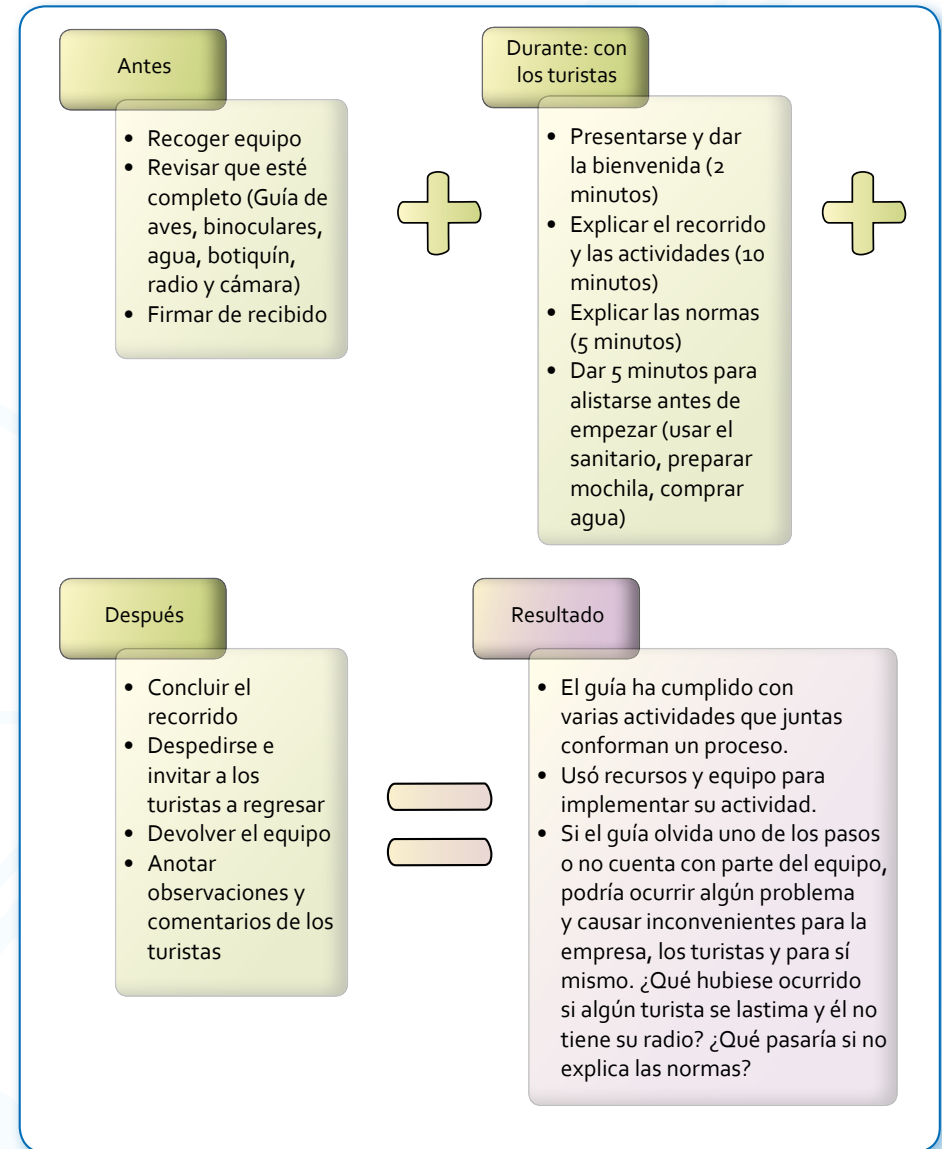 Antes
• Recoger equipo
• Revisar que esté
completo (Guía de
aves, binoculares,
agua, botiquín,
radio y cámara)
• Firmar de recibido
Durante: con
los turistas
• Presentarse y dar
la bienvenida (2
minutos)
• Explicar el recorrido
y las actividades (10
minutos)
• Explicar las normas
(5 minutos)
• Dar 5 minutos para
alistarse antes de
empezar (usar el
sanitario, preparar
mochila, comprar
agua)
Después
• Concluir el
recorrido
• Despedirse e
invitar a los
turistas a regresar
• Devolver el equipo
• Anotar
observaciones y
comentarios de los
turistas
Resultado
• El guía ha cumplido con
varias actividades que juntas
conforman un proceso.
• Usó recursos y equipo para
implementar su actividad.
• Si el guía olvida uno de los pasos
o no cuenta con parte del equipo,
podría ocurrir algún problema
y causar inconvenientes para la
empresa, los turistas y para sí
mismo. ¿Qué hubiese ocurrido
si algún turista se lastima y él no
tiene su radio? ¿Qué pasaría si no
explica las normas?